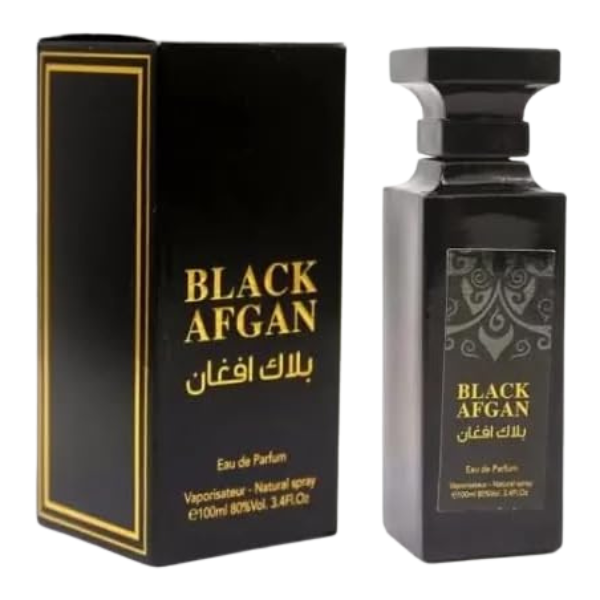 BLACK
AFGAN
بلاك افغان
Eau de Parfum
Vaporisateur - Natural spray
℮100ml 80%Vol. 3.4Fl.Oz
BLACK
AFGAN
بلاك افغان
Eau de Parfum
Vaporisateur - Natural spray
℮100ml 80%Vol. 3.4Fl.Oz